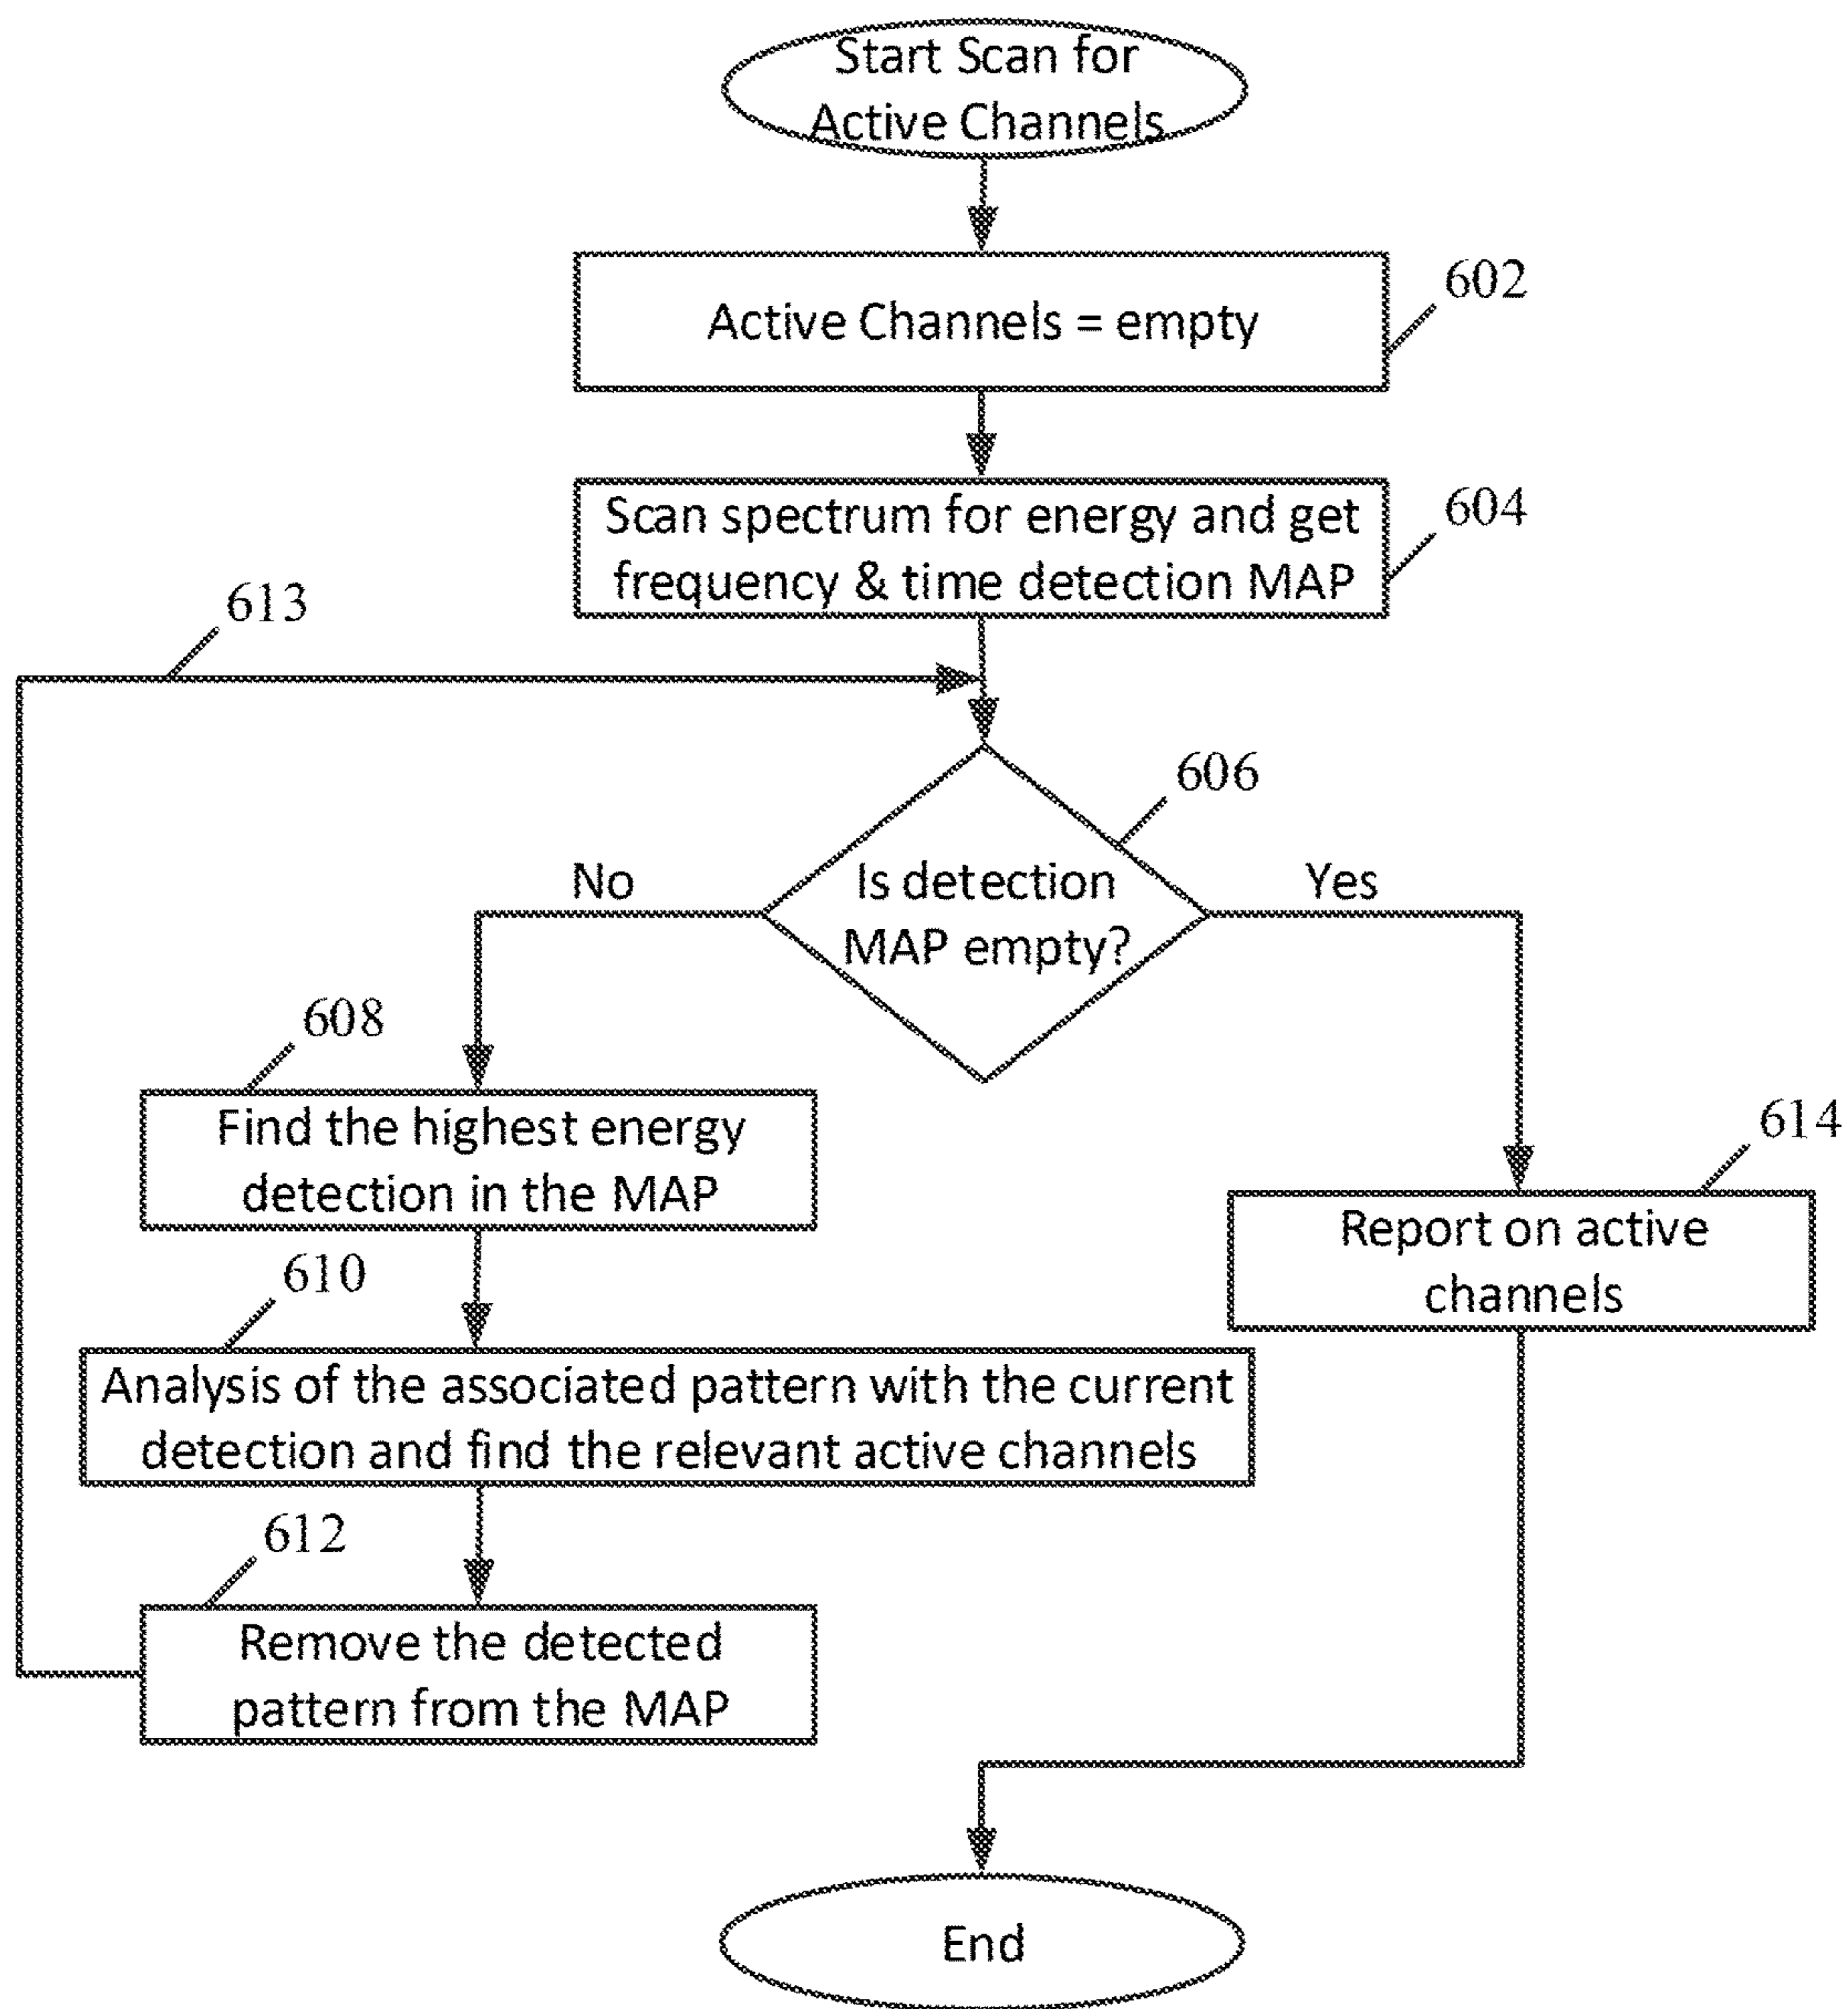 Start Scan for
Active Channels
602
Active Channels = empty
604
Scan spectrum for energy and get
frequency & time detection MAP
613
606
Is detection
MAP empty?
No
Yes
608
Find the highest energy
detection in the MAP
614
Report on active
channels
610
Analysis of the associated pattern with the current
detection and find the relevant active channels
612
Remove the detected
pattern from the MAP
End